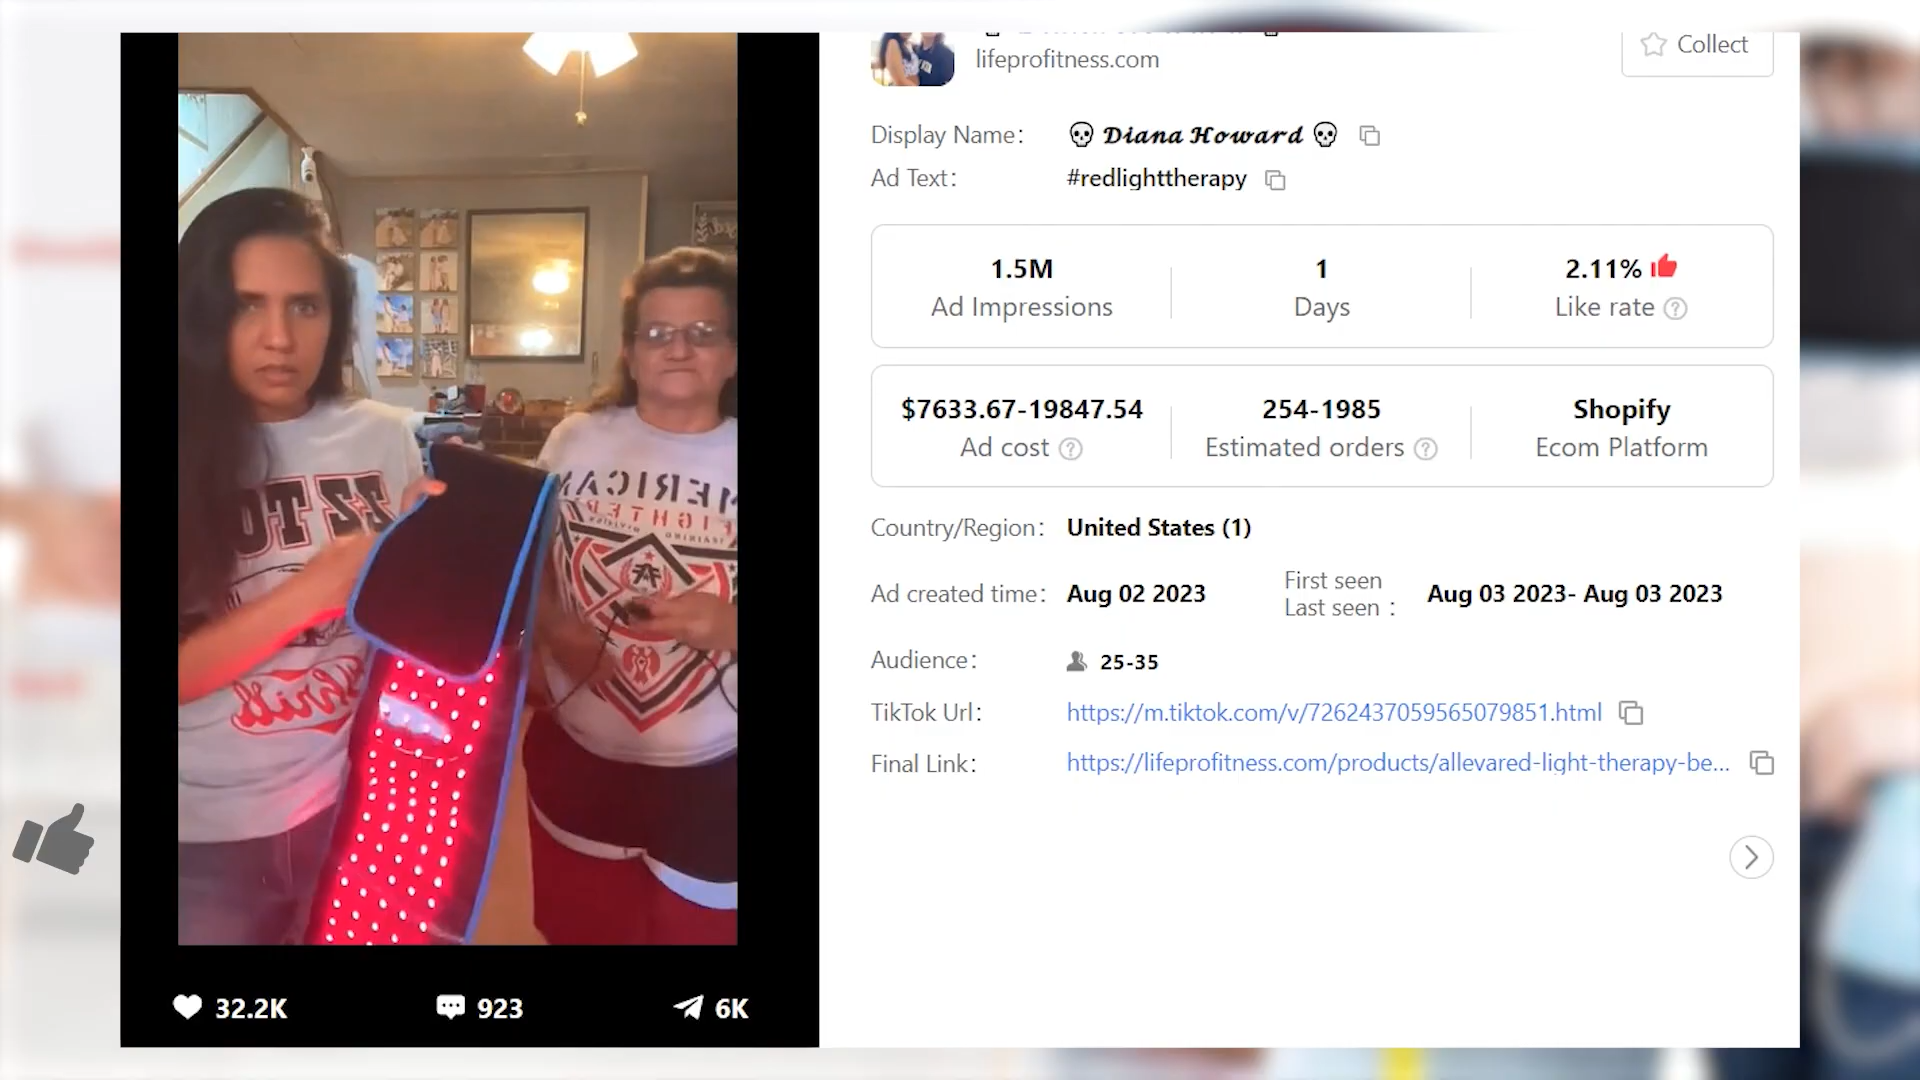 lifeprofitness.com
Collect
Display Name: 💀 𝓓𝓲𝓪𝓷𝓪 𝓗𝓸𝔀𝓪𝓻𝓭 💀
Ad Text: #redlighttherapy
1.5M
Ad Impressions
1
Days
2.11%
Like rate
$7633.67-19847.54
Ad cost
254-1985
Estimated orders
Shopify
Ecom Platform
Country/Region: United States (1)
Ad created time: Aug 02 2023
First seen
Last seen : Aug 03 2023- Aug 03 2023
Audience: 25-35
TikTok Url: https://m.tiktok.com/v/7262437059565079851.html
Final Link: https://lifeprofitness.com/products/allevared-light-therapy-be...
32.2K
923
6K